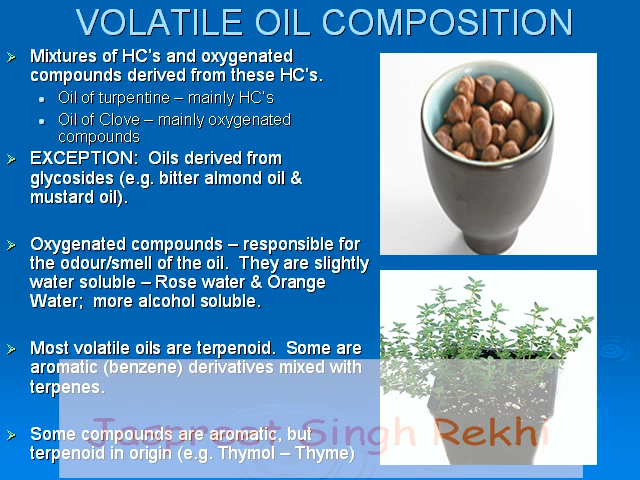 VOLATILE OIL COMPOSITION
Mixtures of HC's and oxygenated
compounds derived from these HC's.
Oil of turpentine – mainly HC's
Oil of Clove – mainly oxygenated
compounds
EXCEPTION: Oils derived from
glycosides (e.g. bitter almond oil &
mustard oil).
Oxygenated compounds – responsible for
the odour/smell of the oil. They are slightly
water soluble – Rose water & Orange
Water; more alcohol soluble.
Most volatile oils are terpenoid. Some are
aromatic (benzene) derivatives mixed with
terpenes.
Jaspreet Singh Rekhi
Some compounds are aromatic, but
terpenoid in origin (e.g. Thymol – Thyme)